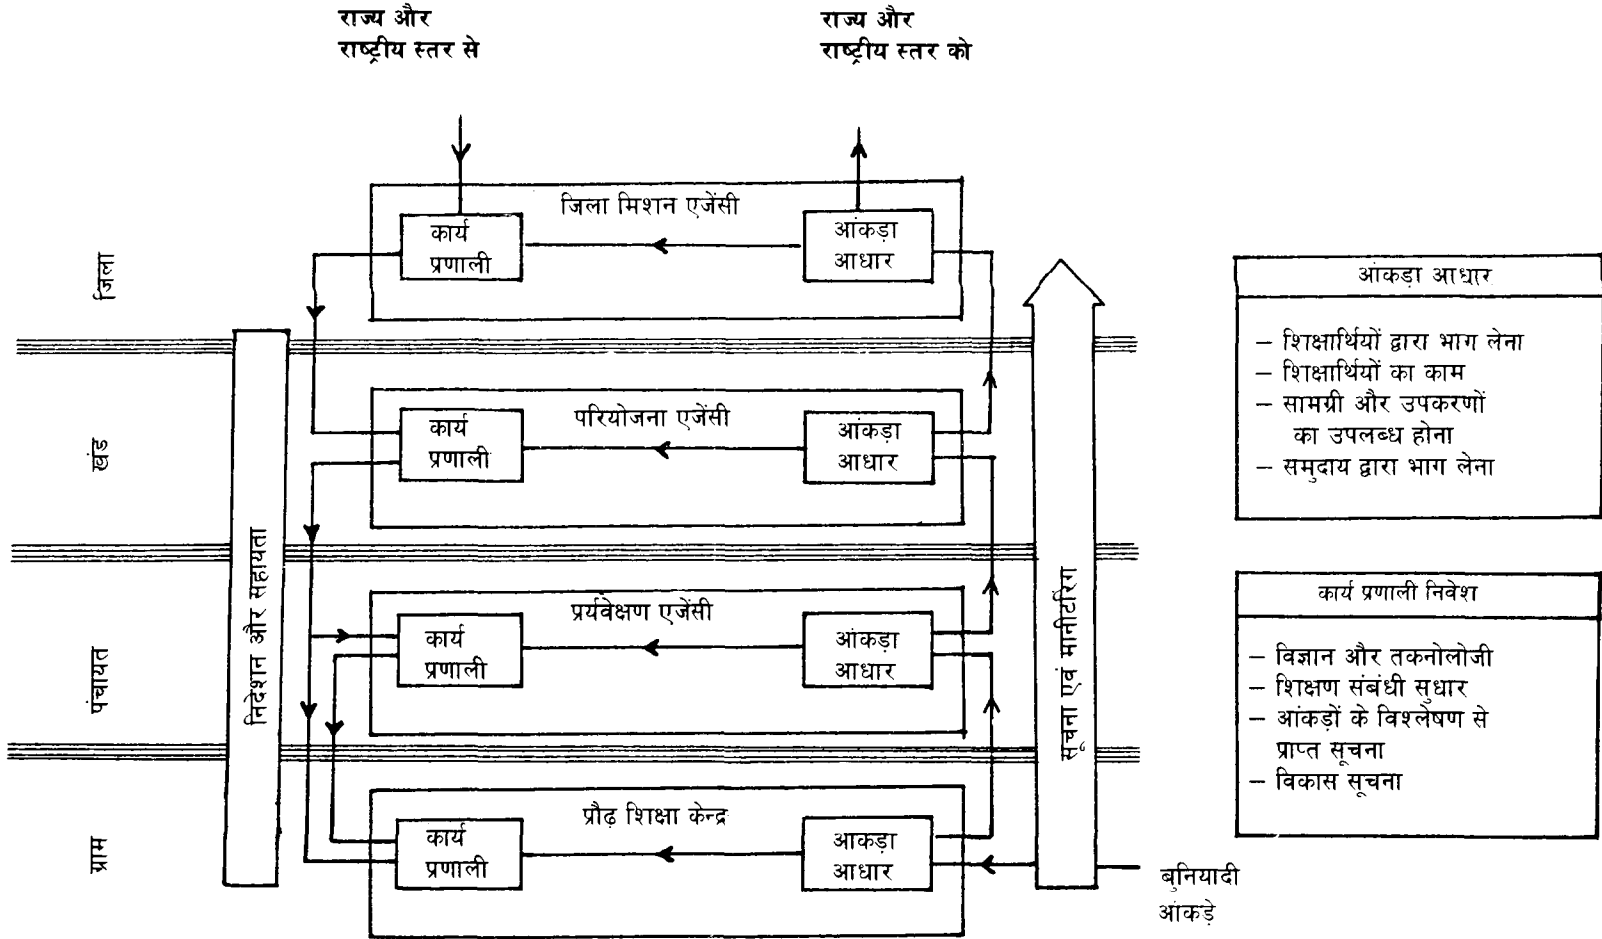 राज्य और
राष्ट्रीय स्तर से
राज्य और
राष्ट्रीय स्तर को
जिला
जिला मिशन एजेंसी
कार्य
प्रणाली
आंकड़ा
आधार
खंड
परियोजना एजेंसी
कार्य
प्रणाली
आंकड़ा
आधार
पंचायत
प्रर्यवेक्षण एजेंसी
कार्य
प्रणाली
आंकड़ा
आधार
ग्राम
प्रौढ़ शिक्षा केन्द्र
कार्य
प्रणाली
आंकड़ा
आधार
निदेशन और सहायता
सूचना एवं मानीटरिंग
बुनियादी
आंकड़े
आंकड़ा आधार
– शिक्षार्थियों द्वारा भाग लेना
– शिक्षार्थियों का काम
– सामग्री और उपकरणों
का उपलब्ध होना
– समुदाय द्वारा भाग लेना
कार्य प्रणाली निवेश
– विज्ञान और तकनोलोजी
– शिक्षण संबंधी सुधार
– आंकड़ों के विश्लेषण से
प्राप्त सूचना
– विकास सूचना